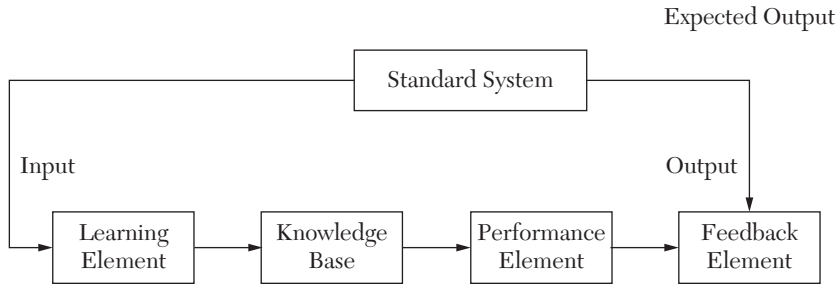 Expected Output
Standard System
Input
Output
Learning
Element
Knowledge
Base
Performance
Element
Feedback
Element